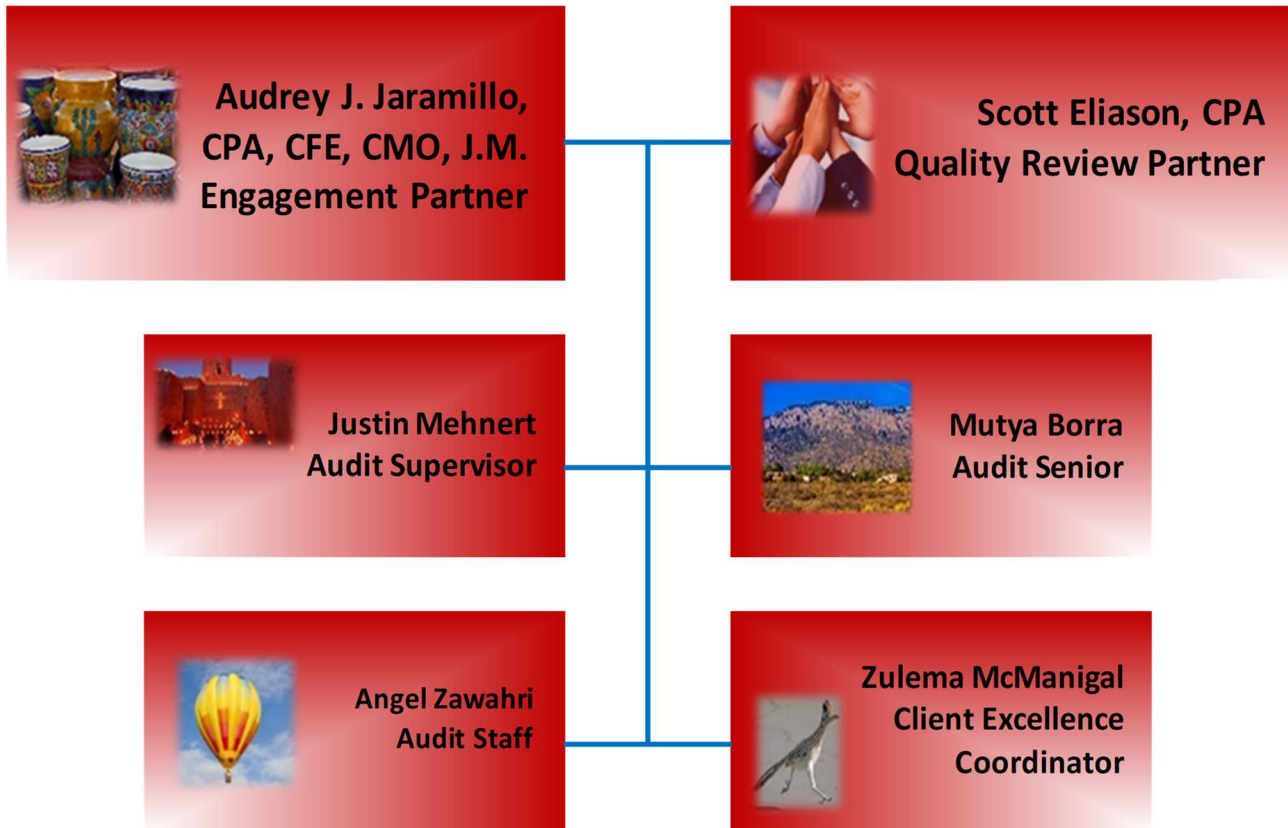 Audrey J. Jaramillo,
CPA, CFE, CMO, J.M.
Engagement Partner
Scott Eliason, CPA
Quality Review Partner
Justin Mehnert
Audit Supervisor
Mutya Borra
Audit Senior
Angel Zawahri
Audit Staff
Zulema McManigal
Client Excellence
Coordinator